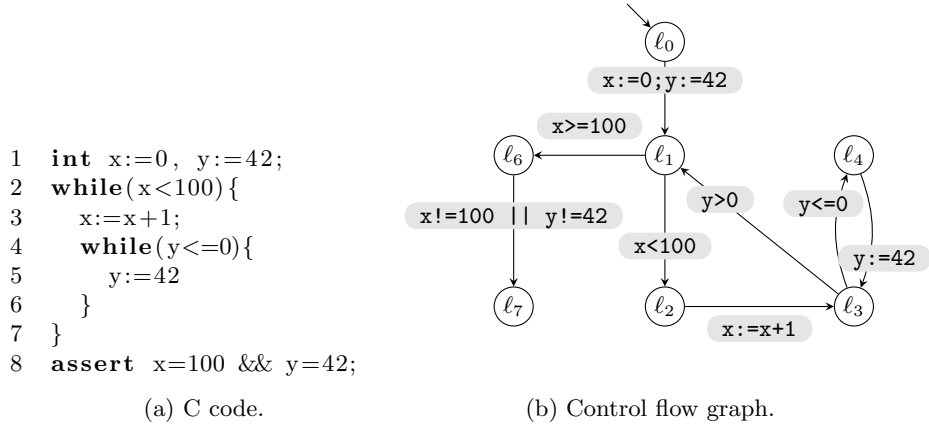 1 int x:=0, y:=42;
2 while(x<100){
3 x:=x+1;
4 while(y<=0){
5 y:=42
6 }
7 }
8 assert x=100 && y=42;
(a) C code.
ℓ0
x:=0;y:=42
x>=100
ℓ6
ℓ1
ℓ4
y>0
y<=0
x!=100 || y!=42
x<100
y:=42
ℓ7
ℓ2
ℓ3
x:=x+1
(b) Control flow graph.